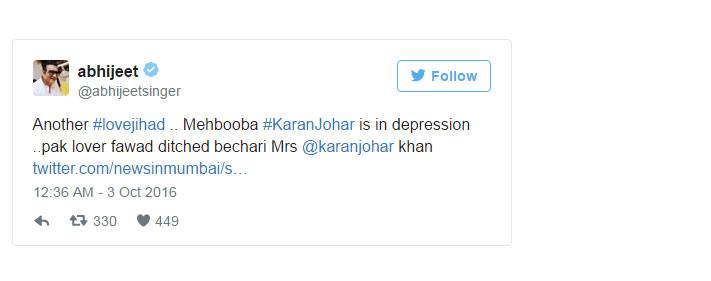 abhijeet
@abhijeetsinger
Follow
Another #lovejihad .. Mehbooba #KaranJohar is in depression
..pak lover fawad ditched bechari Mrs @karanjohar khan
twitter.com/newsinmumbai/s…
12:36 AM - 3 Oct 2016
330 449